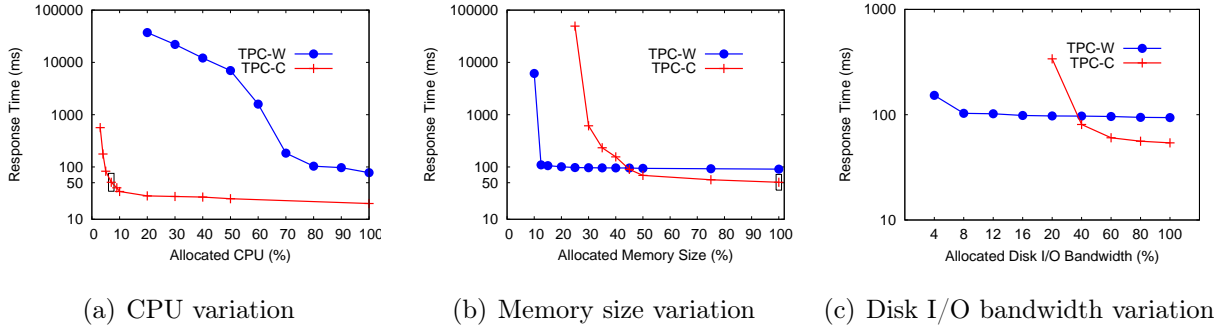 100000
10000
1000
100
50
10
Response Time (ms)
TPC-W
TPC-C
0 10 20 30 40 50 60 70 80 90 100
Allocated CPU (%)
(a) CPU variation
100000
10000
1000
100
50
10
Response Time (ms)
TPC-W
TPC-C
0 10 20 30 40 50 60 70 80 90 100
Allocated Memory Size (%)
(b) Memory size variation
1000
100
10
Response Time (ms)
TPC-W
TPC-C
4 8 12 16 20 40 60 80 100
Allocated Disk I/O Bandwidth (%)
(c) Disk I/O bandwidth variation